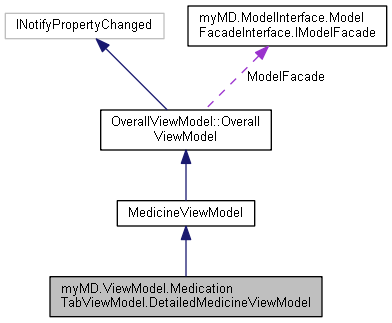 INotifyPropertyChanged
myMD.ModelInterface.Model
FacadeInterface.IModelFacade
ModelFacade
OverallViewModel::Overall
ViewModel
MedicineViewModel
myMD.ViewModel.Medication
TabViewModel.DetailedMedicineViewModel